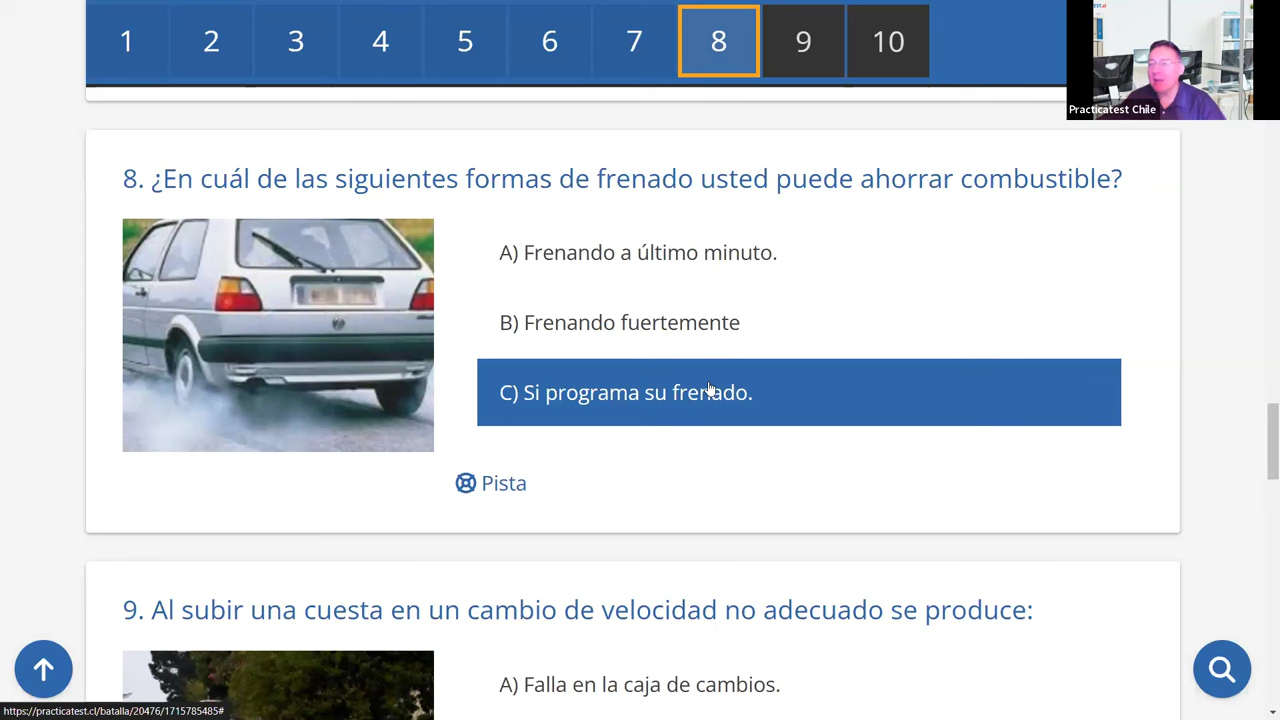 1 2 3 4 5 6 7 8 9 10
Practicatest Chile
8. ¿En cuál de las siguientes formas de frenado usted puede ahorrar combustible?
A) Frenando a último minuto.
B) Frenando fuertemente
C) Si programa su frenado.
Pista
9. Al subir una cuesta en un cambio de velocidad no adecuado se produce:
A) Falla en la caja de cambios.
https://practicatest.cl/batalla/20476/1715785485#